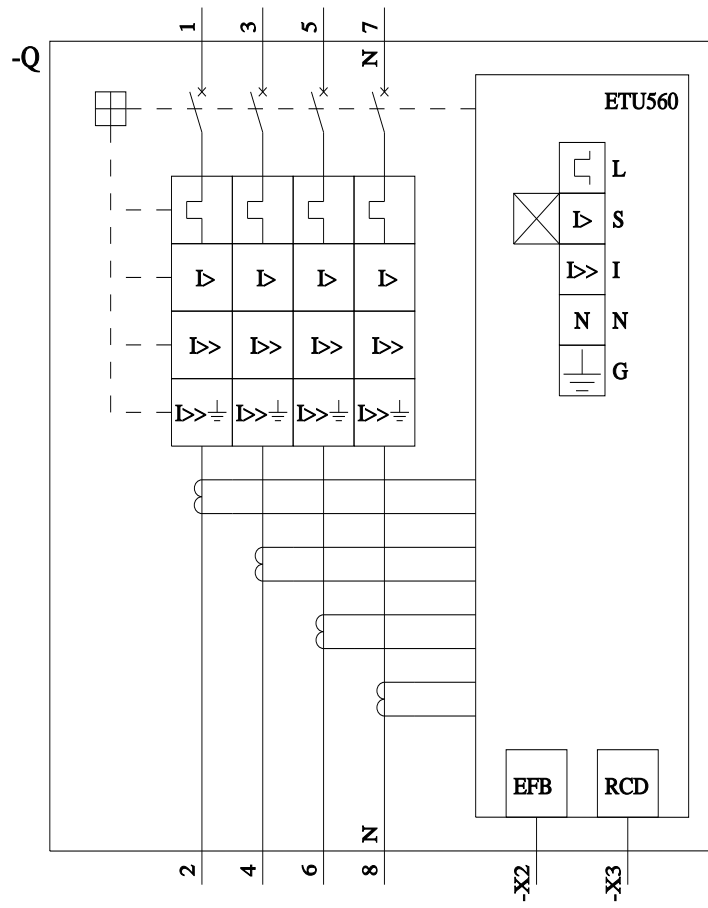 1 3 5 7
-Q
N
ETU560
L
I> S
I>> I
N N
G
I> I> I> I>
I>> I>> I>> I>>
I>> I>> I>> I>>
EFB RCD
N
2 4 6 8
-X2 -X3